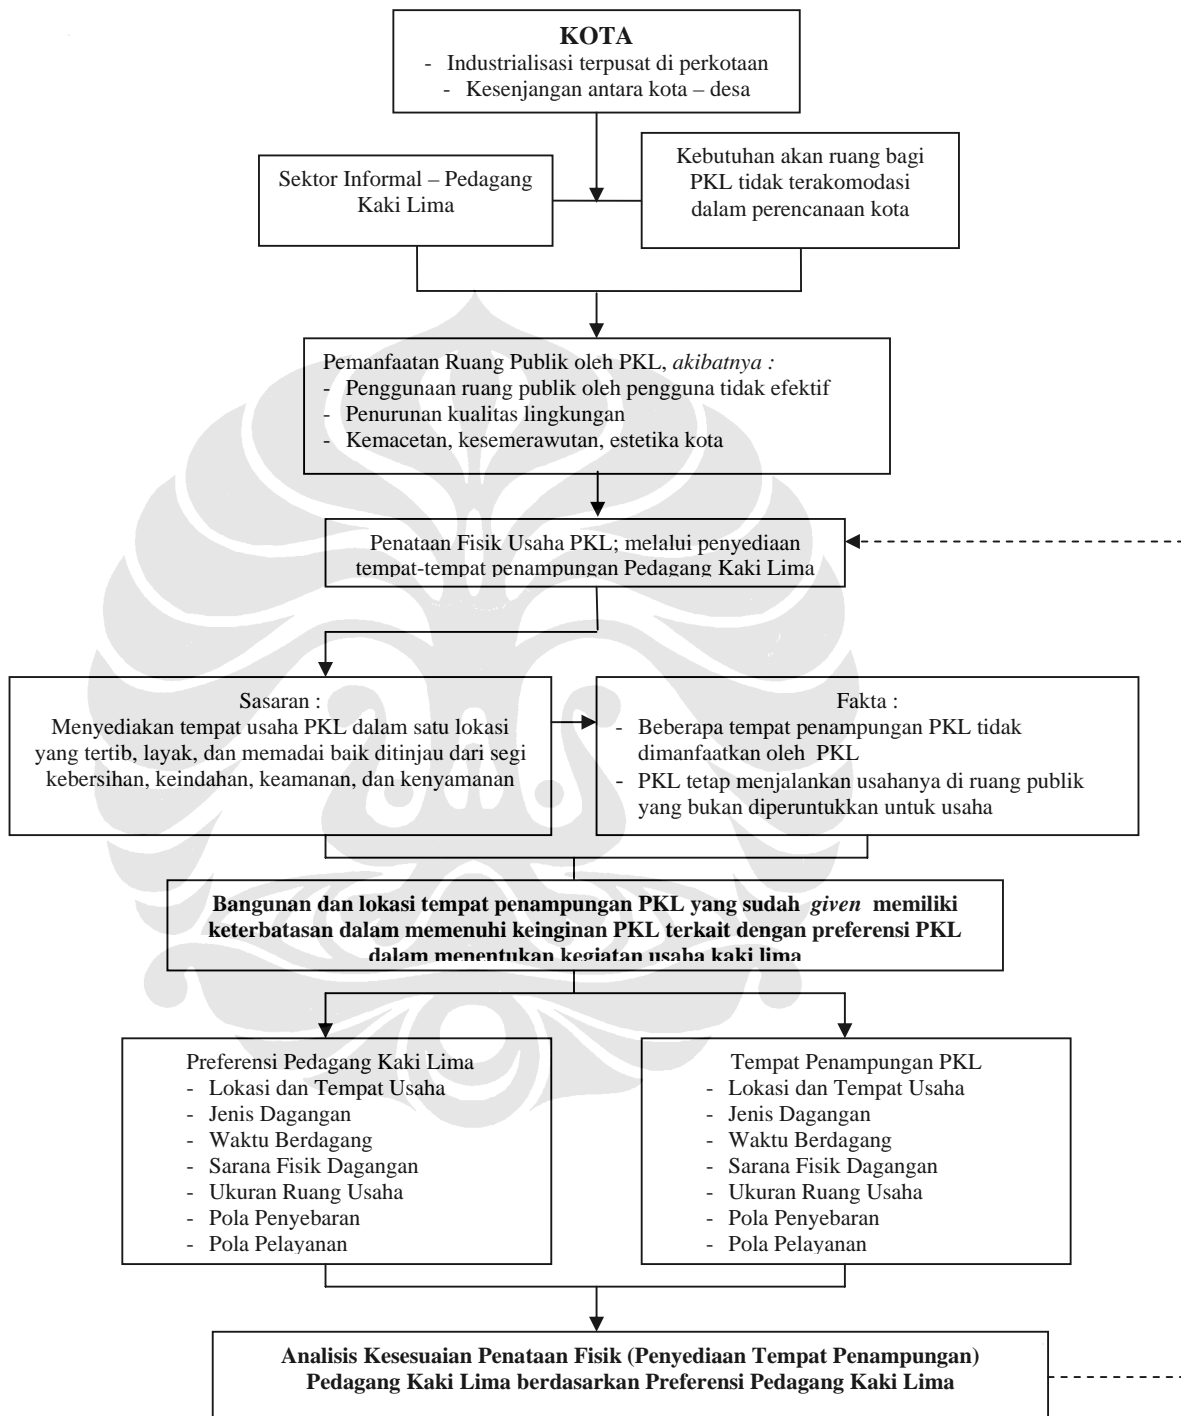 KOTA
- Industrialisasi terpusat di perkotaan
- Kesenjangan antara kota – desa
Sektor Informal – Pedagang
Kaki Lima
Kebutuhan akan ruang bagi
PKL tidak terakomodasi
dalam perencanaan kota
Pemanfaatan Ruang Publik oleh PKL, akibatnya :
- Penggunaan ruang publik oleh pengguna tidak efektif
- Penurunan kualitas lingkungan
- Kemacetan, kesemerawutan, estetika kota
Penataan Fisik Usaha PKL; melalui penyediaan
tempat-tempat penampungan Pedagang Kaki Lima
Sasaran :
Menyediakan tempat usaha PKL dalam satu lokasi
yang tertib, layak, dan memadai baik ditinjau dari segi
kebersihan, keindahan, keamanan, dan kenyamanan
Fakta :
- Beberapa tempat penampungan PKL tidak
dimanfaatkan oleh PKL
- PKL tetap menjalankan usahanya di ruang publik
yang bukan diperuntukkan untuk usaha
Bangunan dan lokasi tempat penampungan PKL yang sudah given memiliki
keterbatasan dalam memenuhi keinginan PKL terkait dengan preferensi PKL
dalam menentukan kegiatan usaha kaki lima
Preferensi Pedagang Kaki Lima
- Lokasi dan Tempat Usaha
- Jenis Dagangan
- Waktu Berdagang
- Sarana Fisik Dagangan
- Ukuran Ruang Usaha
- Pola Penyebaran
- Pola Pelayanan
Tempat Penampungan PKL
- Lokasi dan Tempat Usaha
- Jenis Dagangan
- Waktu Berdagang
- Sarana Fisik Dagangan
- Ukuran Ruang Usaha
- Pola Penyebaran
- Pola Pelayanan
Analisis Kesesuaian Penataan Fisik (Penyediaan Tempat Penampungan)
Pedagang Kaki Lima berdasarkan Preferensi Pedagang Kaki Lima